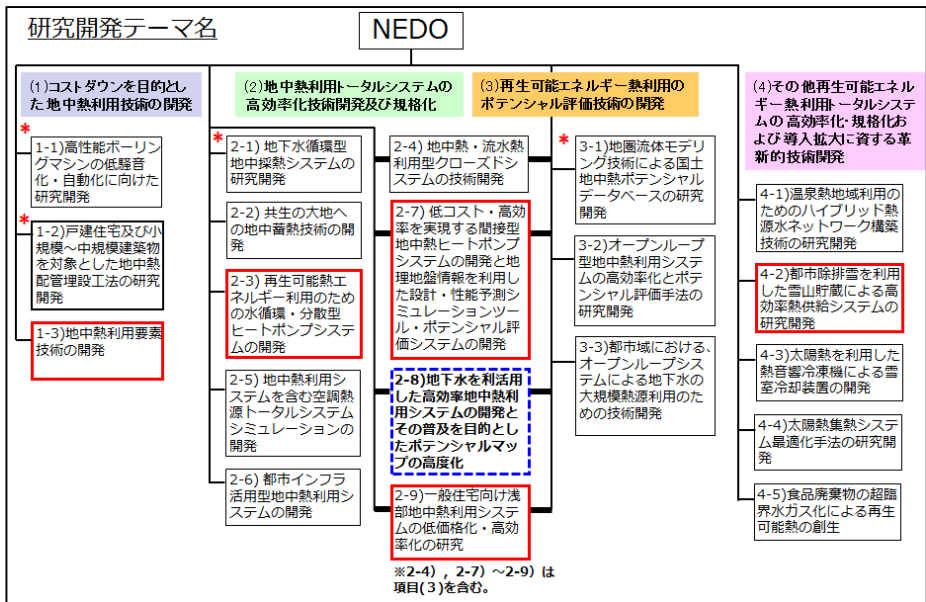 研究開発テーマ名
NEDO
(1)コストダウンを目的とし
た地中熱利用技術の開発
(2)地中熱利用トータルシステムの
高効率化技術開発及び規格化
(3)再生可能エネルギー熱利用の
ポテンシャル評価技術の開発
(4)その他再生可能エネル
ギー熱利用トータルシステ
ムの高効率化・規格化お
よび導入拡大に資する革
新的技術開発
*
1-1)高性能ボーリン
グマシンの低騒音
化・自動化に向けた
研究開発
*
1-2)戸建住宅及び小
規模～中規模建築物
を対象とした地中熱
配管埋設工法の研究
開発
1-3)地中熱利用要素
技術の開発
*
2-1) 地下水循環型
地中採熱システムの
研究開発
2-2) 共生の大地へ
の地中蓄熱技術の開
発
2-3) 再生可能熱エ
ネルギー利用のため
の水循環・分散型
ヒートポンプシステ
ムの開発
2-5) 地中熱利用シ
ステムを含む空調熱
源トータルシステム
シミュレーションの
開発
2-6) 都市インフラ
活用型地中熱利用シ
ステムの開発
2-4) 地中熱・流水熱
利用型クローズドシ
ステムの技術開発
2-7) 低コスト・高効
率を実現する間接型
地中熱ヒートポンプ
システムの開発と地
理地盤情報を利用し
た設計・性能予測シ
ミュレーションツー
ル・ポテンシャル評
価システムの開発
2-8)地下水を利活用
した高効率地中熱利
用システムの開発と
その普及を目的とし
たポテンシャルマッ
プの高度化
2-9)一般住宅向け浅
部地中熱利用システ
ムの低価格化・高効
率化の研究
※2-4）, 2-7）～2-9）は
項目(３)を含む。
*
3-1)地圏流体モデ
リング技術による国土
地中熱ポテンシャル
データベースの研究
開発
3-2)オープンループ
型地中熱利用システ
ムの高効率化とポテ
ンシャル評価手法の
研究開発
3-3)都市域における、
オープンループシス
テムによる地下水の
大規模熱源利用のた
めの技術開発
4-1)温泉熱地域利用の
ためのハイブリッド熱
源水ネットワーク構築
技術の研究開発
4-2)都市除排雪を利用
した雪山貯蔵による高
効率熱供給システムの
研究開発
4-3)太陽熱を利用した
熱音響冷凍機による雪
室冷却装置の開発
4-4)太陽熱集熱システ
ム最適化手法の研究開
発
4-5)食品廃棄物の超臨
界水ガス化による再生
可能熱の創生